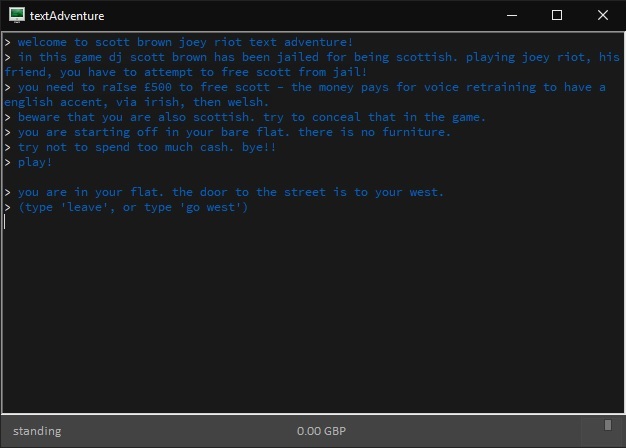 textAdventure
> welcome to scott brown joey riot text adventure!
> in this game dj scott brown has been jailed for being scottish. playing joey riot, his
friend, you have to attempt to free scott from jail!
> you need to raIse £500 to free scott - the money pays for voice retraining to have a
english accent, via irish, then welsh.
> beware that you are also scottish. try to conceal that in the game.
> you are starting off in your bare flat. there is no furniture.
> try not to spend too much cash. bye!!
> play!
> you are in your flat. the door to the street is to your west.
> (type 'leave', or type 'go west')
standing
0.00 GBP